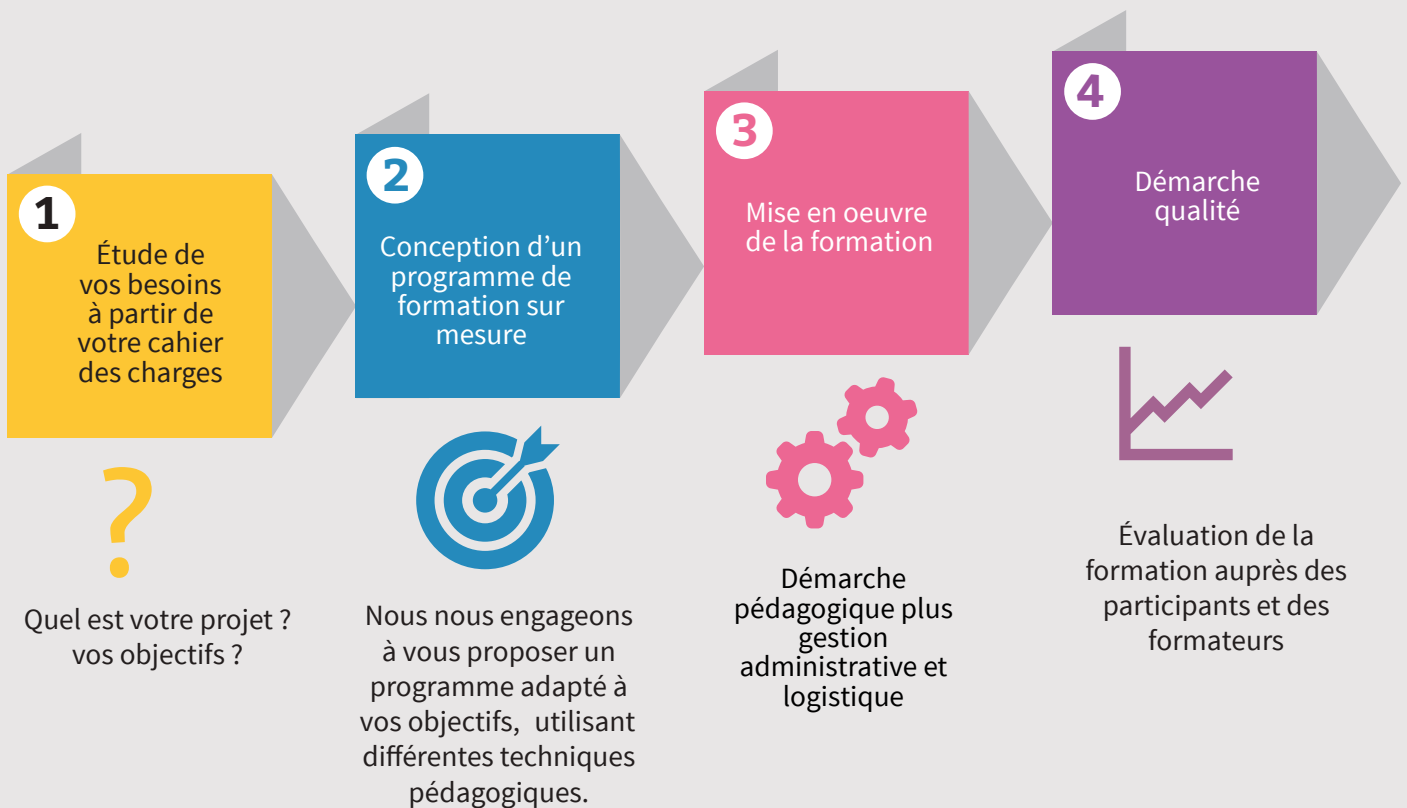 1
Étude de
vos besoins
à partir de
votre cahier
des charges
Quel est votre projet ?
vos objectifs ?
2
Conception d’un
programme de
formation sur
mesure
Nous nous engageons
à vous proposer un
programme adapté à
vos objectifs, utilisant
différentes techniques
pédagogiques.
3
Mise en oeuvre
de la formation
Démarche
pédagogique plus
gestion
administrative et
logistique
4
Démarche
qualité
Évaluation de la
formation auprès des
participants et des
formateurs